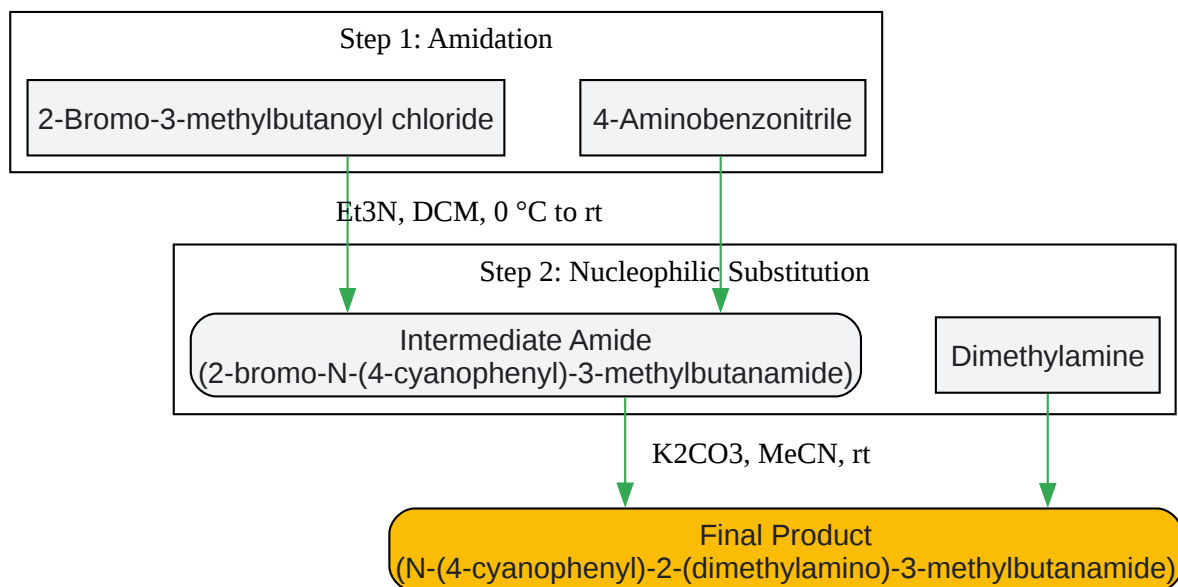 Step 1: Amidation
2-Bromo-3-methylbutanoyl chloride
4-Aminobenzonitrile
Et3N, DCM, 0 °C to rt
Step 2: Nucleophilic Substitution
Intermediate Amide
(2-bromo-N-(4-cyanophenyl)-3-methylbutanamide)
Dimethylamine
K2CO3, MeCN, rt
Final Product
(N-(4-cyanophenyl)-2-(dimethylamino)-3-methylbutanamide)